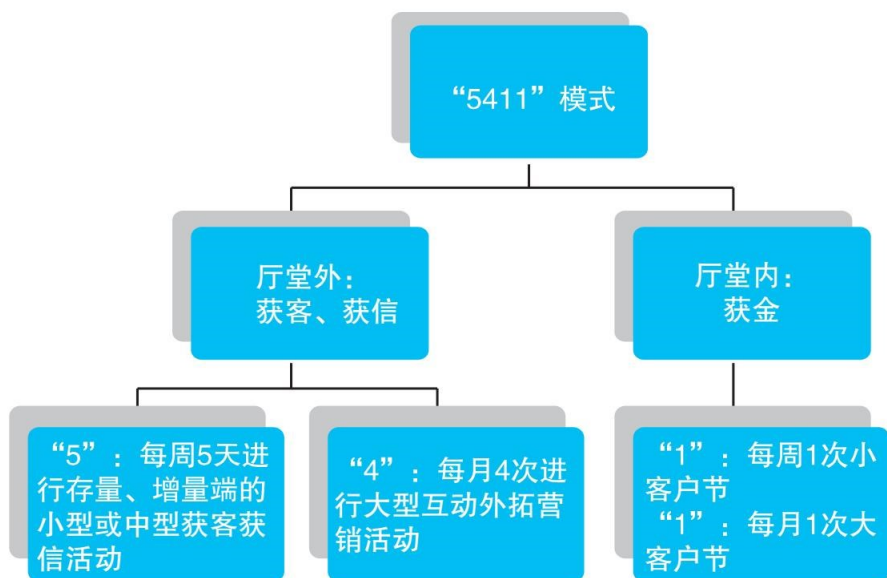 “5411”模式
厅堂外：
获客、获信
厅堂内：
获金
“5”：每周5天进
行存量、增量端的
小型或中型获客获
信活动
“4”：每月4次进
行大型互动外拓营
销活动
“1”：每周1次小
客户节
“1”：每月1次大
客户节